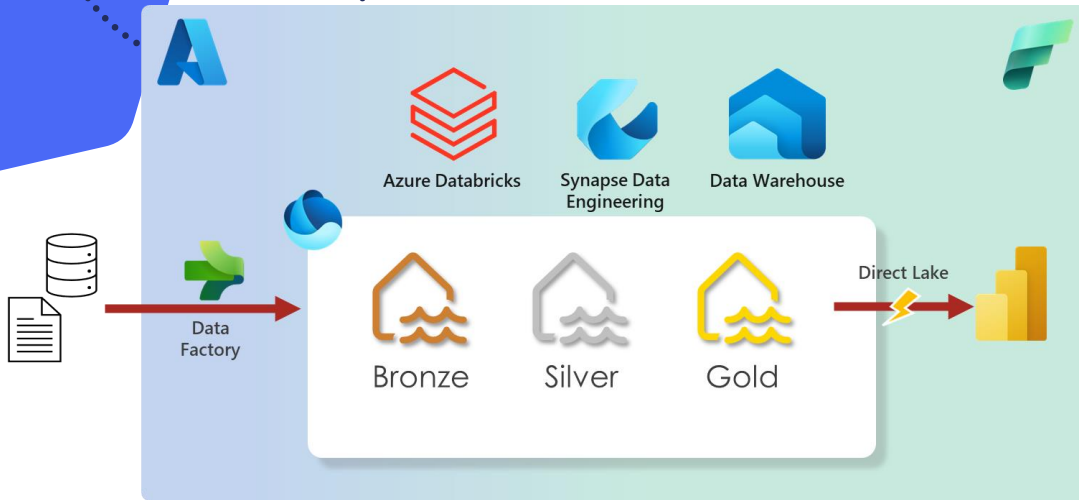 Azure Databricks
Synapse Data
Engineering
Data Warehouse
Data
Factory
Bronze
Silver
Gold
Direct Lake